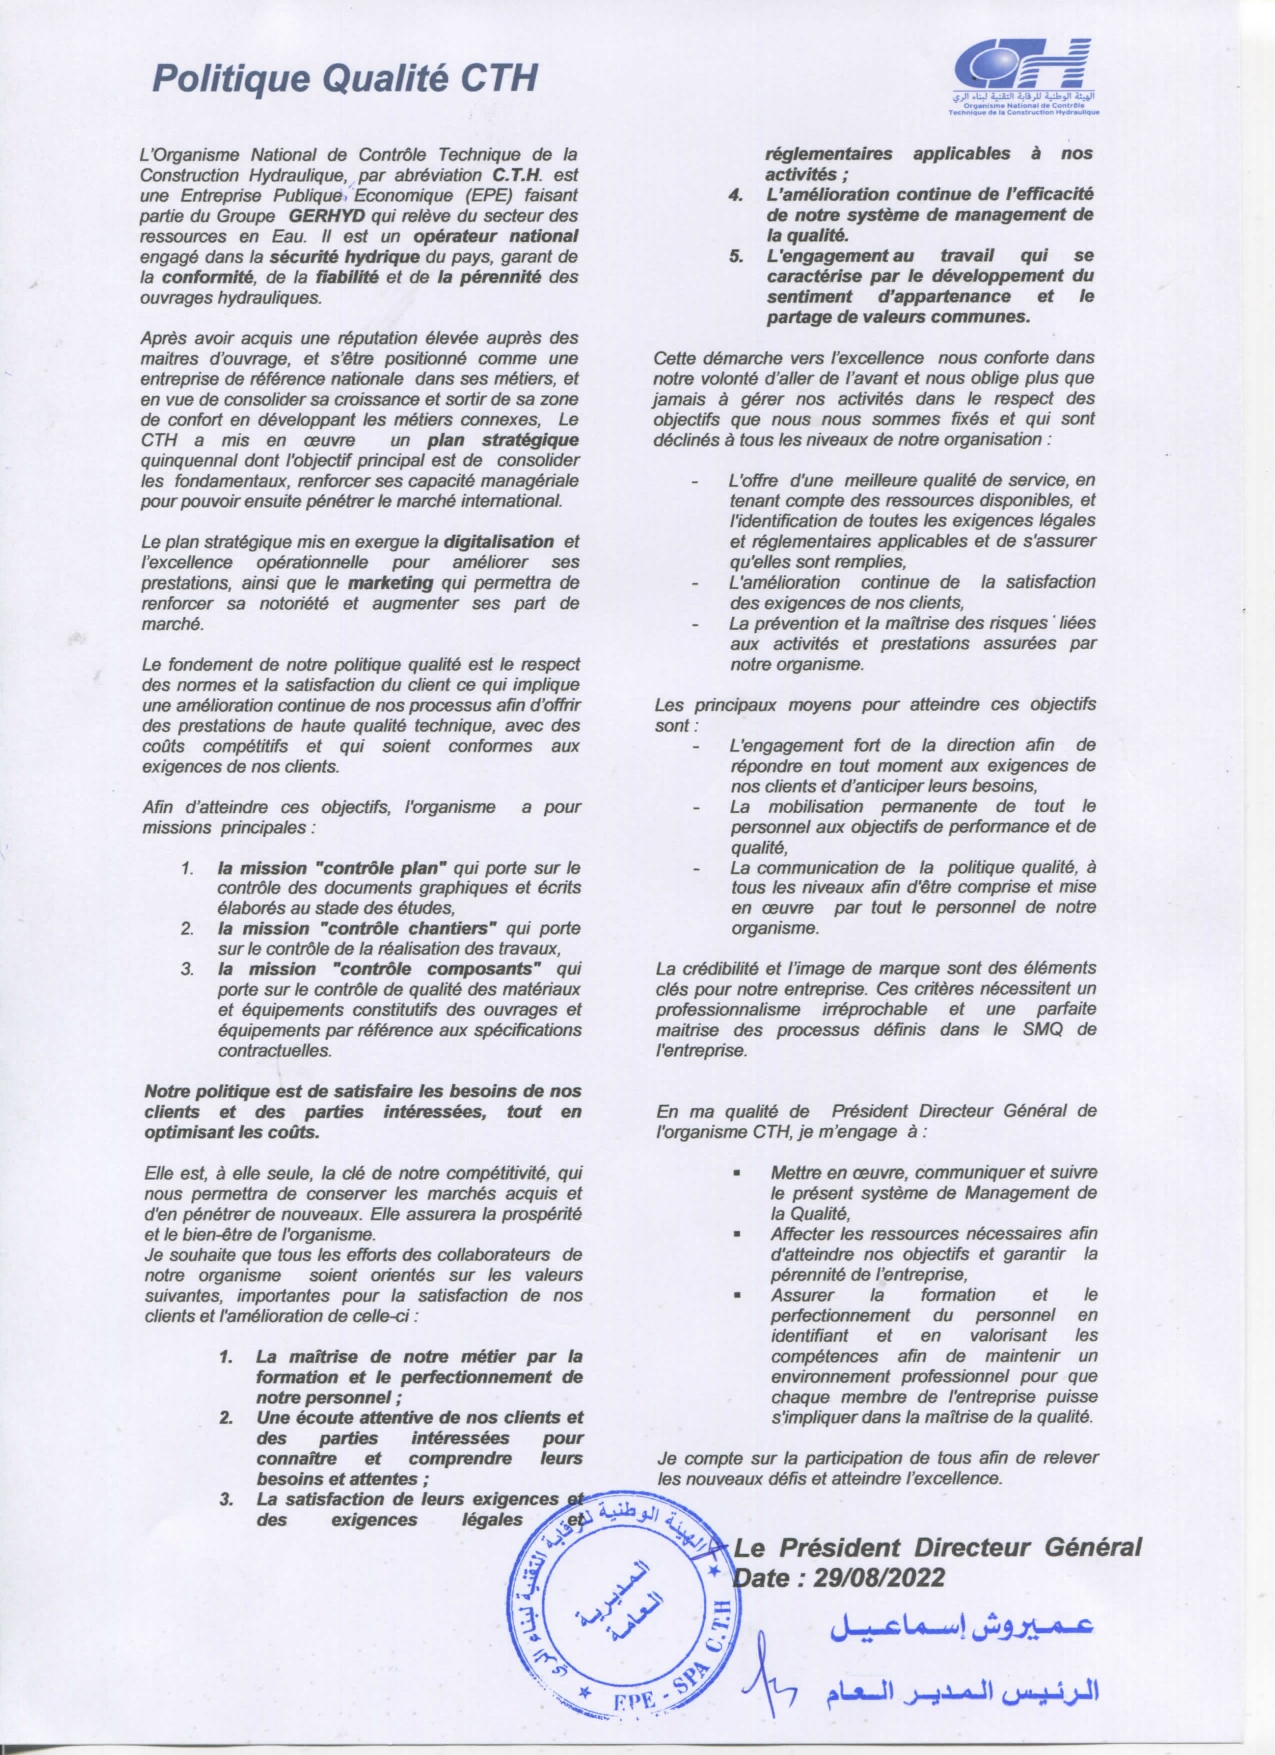 Politique Qualité CTH
CTH
الهيئة الوطنية للرقابة التقنية لبناء الري
Organisme National de Contrôle
Technique de la Construction Hydraulique
L'Organisme National de Contrôle Technique de la
Construction Hydraulique, par abréviation C.T.H. est
une Entreprise Publique Economique (EPE) faisant
partie du Groupe GERHYD qui relève du secteur des
ressources en Eau. Il est un opérateur national
engagé dans la sécurité hydrique du pays, garant de
la conformité, de la fiabilité et de la pérennité des
ouvrages hydrauliques.
Après avoir acquis une réputation élevée auprès des
maitres d'ouvrage, et s'être positionné comme une
entreprise de référence nationale dans ses métiers, et
en vue de consolider sa croissance et sortir de sa zone
de confort en développant les métiers connexes, Le
CTH a mis en œuvre un plan stratégique
quinquennal dont l'objectif principal est de consolider
les fondamentaux, renforcer ses capacité managériale
pour pouvoir ensuite pénétrer le marché international.
Le plan stratégique mis en exergue la digitalisation et
l'excellence opérationnelle pour améliorer ses
prestations, ainsi que le marketing qui permettra de
renforcer sa notoriété et augmenter ses part de
marché.
Le fondement de notre politique qualité est le respect
des normes et la satisfaction du client ce qui implique
une amélioration continue de nos processus afin d'offrir
des prestations de haute qualité technique, avec des
coûts compétitifs et qui soient conformes aux
exigences de nos clients.
Afin d'atteindre ces objectifs, l'organisme a pour
missions principales :
1. la mission "contrôle plan" qui porte sur le
contrôle des documents graphiques et écrits
élaborés au stade des études,
2. la mission "contrôle chantiers" qui porte
sur le contrôle de la réalisation des travaux,
3. la mission "contrôle composants" qui
porte sur le contrôle de qualité des matériaux
et équipements constitutifs des ouvrages et
équipements par référence aux spécifications
contractuelles.
Notre politique est de satisfaire les besoins de nos
clients et des parties intéressées, tout en
optimisant les coûts.
Elle est, à elle seule, la clé de notre compétitivité, qui
nous permettra de conserver les marchés acquis et
d'en pénétrer de nouveaux. Elle assurera la prospérité
et le bien-être de l'organisme.
Je souhaite que tous les efforts des collaborateurs de
notre organisme soient orientés sur les valeurs
suivantes, importantes pour la satisfaction de nos
clients et l'amélioration de celle-ci :
1. La maîtrise de notre métier par la
formation et le perfectionnement de
notre personnel ;
2. Une écoute attentive de nos clients et
des parties intéressées pour
connaître et comprendre leurs
besoins et attentes ;
3. La satisfaction de leurs exigences et
des exigences légales et
réglementaires applicables à nos
activités ;
4. L'amélioration continue de l'efficacité
de notre système de management de
la qualité.
5. L'engagement au travail qui se
caractérise par le développement du
sentiment d'appartenance et le
partage de valeurs communes.
Cette démarche vers l'excellence nous conforte dans
notre volonté d'aller de l'avant et nous oblige plus que
jamais à gérer nos activités dans le respect des
objectifs que nous nous sommes fixés et qui sont
déclinés à tous les niveaux de notre organisation :
- L'offre d'une meilleure qualité de service, en
tenant compte des ressources disponibles, et
l'identification de toutes les exigences légales
et réglementaires applicables et de s'assurer
qu'elles sont remplies,
- L'amélioration continue de la satisfaction
des exigences de nos clients,
- La prévention et la maîtrise des risques liées
aux activités et prestations assurées par
notre organisme.
Les principaux moyens pour atteindre ces objectifs
sont :
- L'engagement fort de la direction afin de
répondre en tout moment aux exigences de
nos clients et d'anticiper leurs besoins,
- La mobilisation permanente de tout le
personnel aux objectifs de performance et de
qualité,
- La communication de la politique qualité, à
tous les niveaux afin d'être comprise et mise
en œuvre par tout le personnel de notre
organisme.
La crédibilité et l'image de marque sont des éléments
clés pour notre entreprise. Ces critères nécessitent un
professionnalisme irréprochable et une parfaite
maitrise des processus définis dans le SMQ de
l'entreprise.
En ma qualité de Président Directeur Général de
l'organisme CTH, je m'engage à :
▪ Mettre en œuvre, communiquer et suivre
le présent système de Management de
la Qualité,
▪ Affecter les ressources nécessaires afin
d'atteindre nos objectifs et garantir la
pérennité de l'entreprise,
▪ Assurer la formation et le
perfectionnement du personnel en
identifiant et en valorisant les
compétences afin de maintenir un
environnement professionnel pour que
chaque membre de l'entreprise puisse
s'impliquer dans la maîtrise de la qualité.
Je compte sur la participation de tous afin de relever
les nouveaux défis et atteindre l'excellence.
Le Président Directeur Général
Date : 29/08/2022
عميروش إسماعيل
الرئيس المدير العام
الهيئة الوطنية للرقابة التقنية لبناء الري
المديرية
العامة
EPE - SPA C.T.H